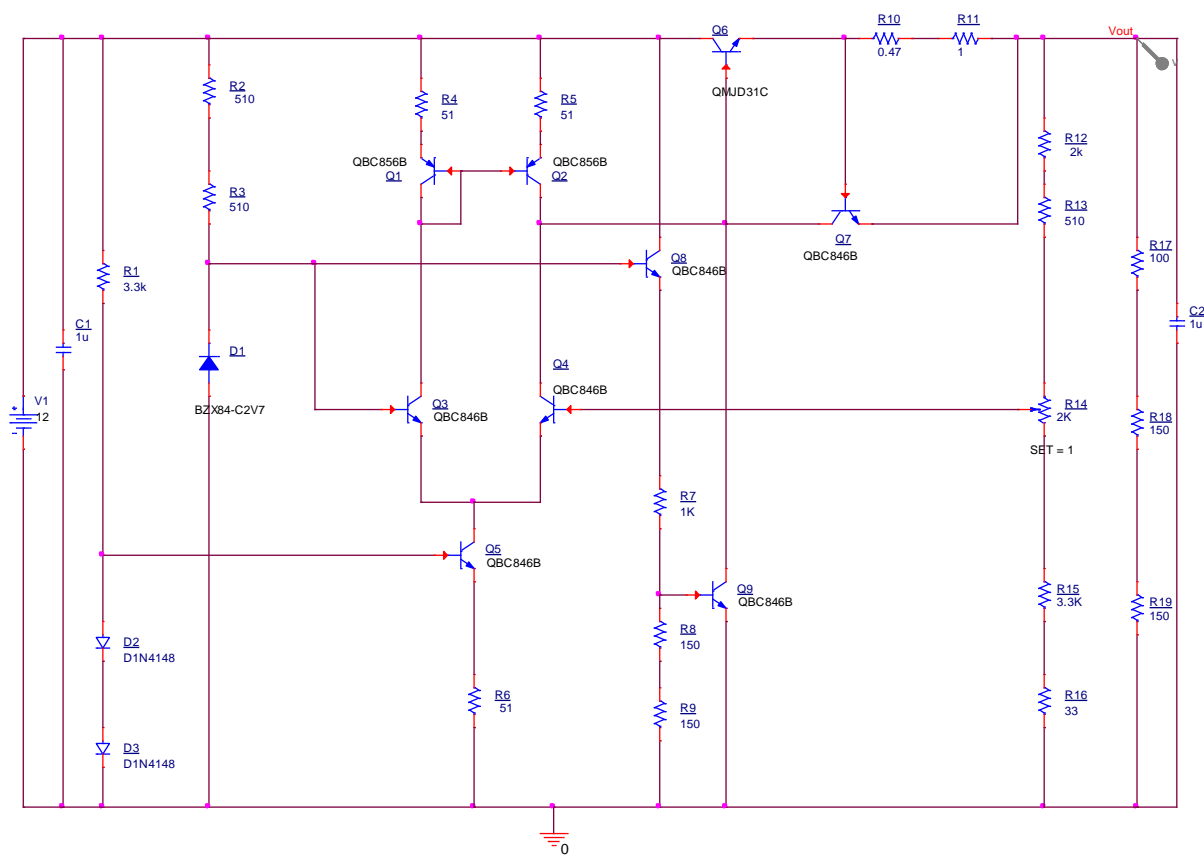 Q6
QMJD31C
R10
0.47
R11
1
Vout
V
R2
510
R4
51
R5
51
QBC856B
Q1
QBC856B
Q2
R12
2k
R3
510
R13
510
Q7
QBC846B
Q8
QBC846B
R17
100
R1
3.3k
C1
1u
C2
1u
D1
BZX84-C2V7
Q4
QBC846B
V1
12
Q3
QBC846B
R14
2K
SET = 1
R18
150
R7
1K
Q5
QBC846B
Q9
QBC846B
R15
3.3K
R19
150
D2
D1N4148
R8
150
R6
51
R9
150
R16
33
D3
D1N4148
0